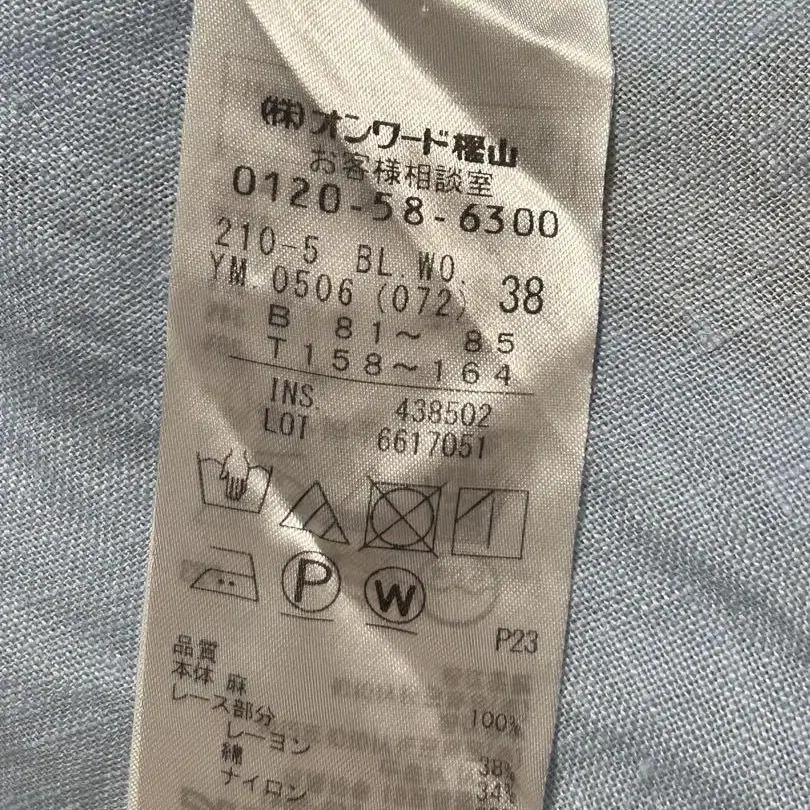 (株)オンワード樫山
お客様相談室
0120-58-6300
210-5 BL.WO.
YM 0506 (072) 38
B 81～ 85
T158～164
INS. 438502
LOT 6617051
P
W
P23
品質
本体 麻 100%
レース部分
レーヨン 38%
綿 34%
ナイロン